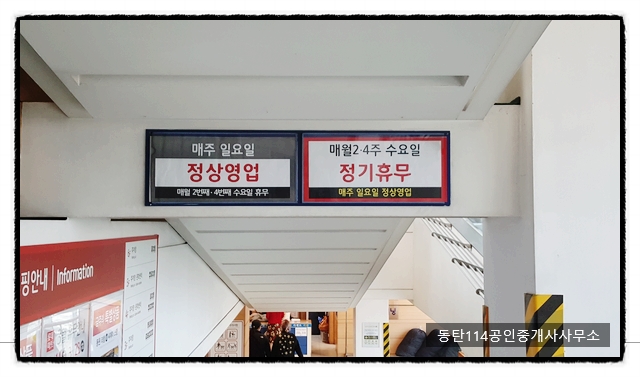 매주 일요일
정상영업
매월 2번째·4번째 수요일 휴무
매월2·4주 수요일
정기휴무
매주 일요일 정상영업
핑안내 | Information
동탄114공인중개사사무소